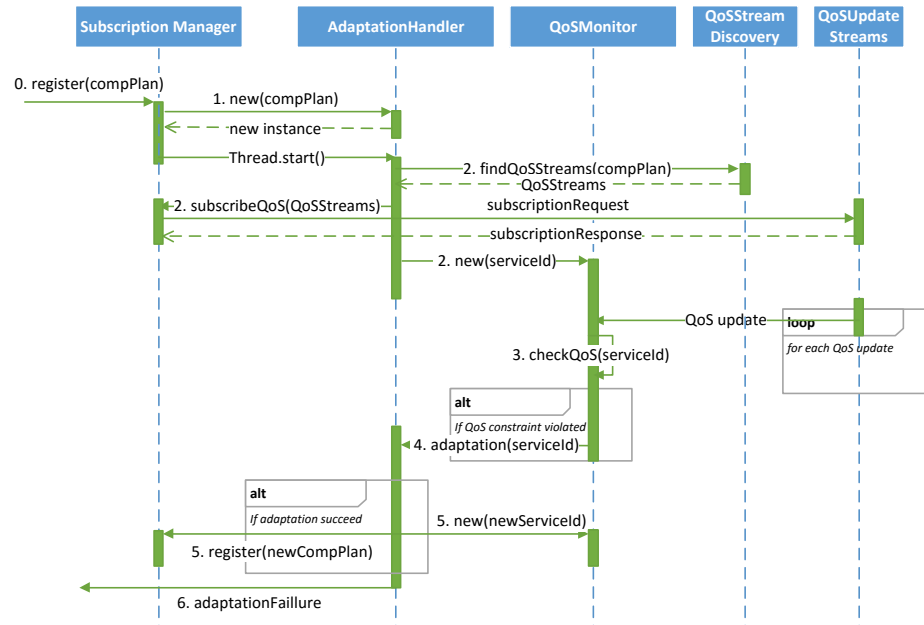 Subscription Manager
AdaptationHandler
QoSMonitor
QoSStream
Discovery
QoSUpdate
Streams
0. register(compPlan)
1. new(compPlan)
new instance
Thread.start()
2. findQoSStreams(compPlan)
QoSStreams
2. subscribeQoS(QoSStreams)
subscriptionRequest
subscriptionResponse
2. new(serviceId)
QoS update
loop
for each QoS update
3. checkQoS(serviceId)
alt
If QoS constraint violated
4. adaptation(serviceId)
alt
If adaptation succeed
5. new(newServiceId)
5. register(newCompPlan)
6. adaptationFaillure